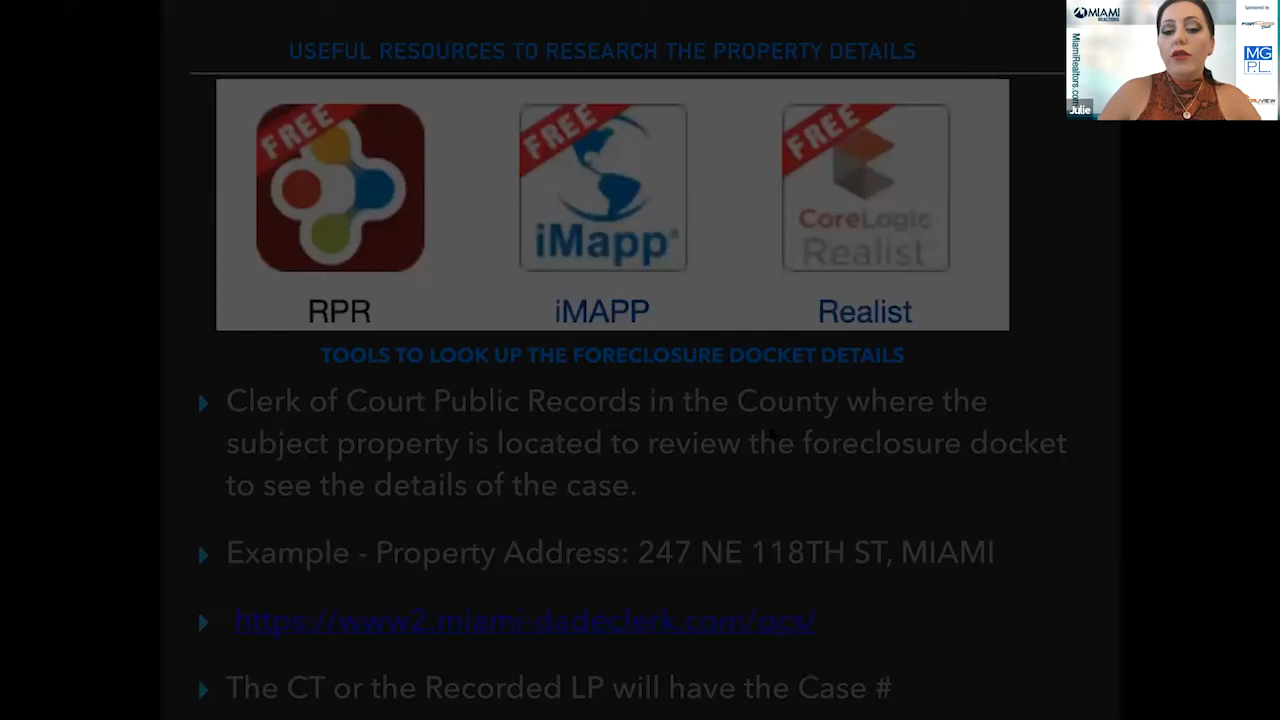 USEFUL RESOURCES TO RESEARCH THE PROPERTY DETAILS
FREE
FREE
FREE
iMapp
CoreLogic
Realist
RPR
iMAPP
Realist
TOOLS TO LOOK UP THE FORECLOSURE DOCKET DETAILS
Clerk of Court Public Records in the County where the
subject property is located to review the foreclosure docket
to see the details of the case.
Example - Property Address: 247 NE 118TH ST, MIAMI
https://www2.miami-dadeclerk.com/ocs/
The CT or the Recorded LP will have the Case #
MIAMI
REALTORS
MiamiRealtors.com
Julie
Sponsored by
MG
P.L.